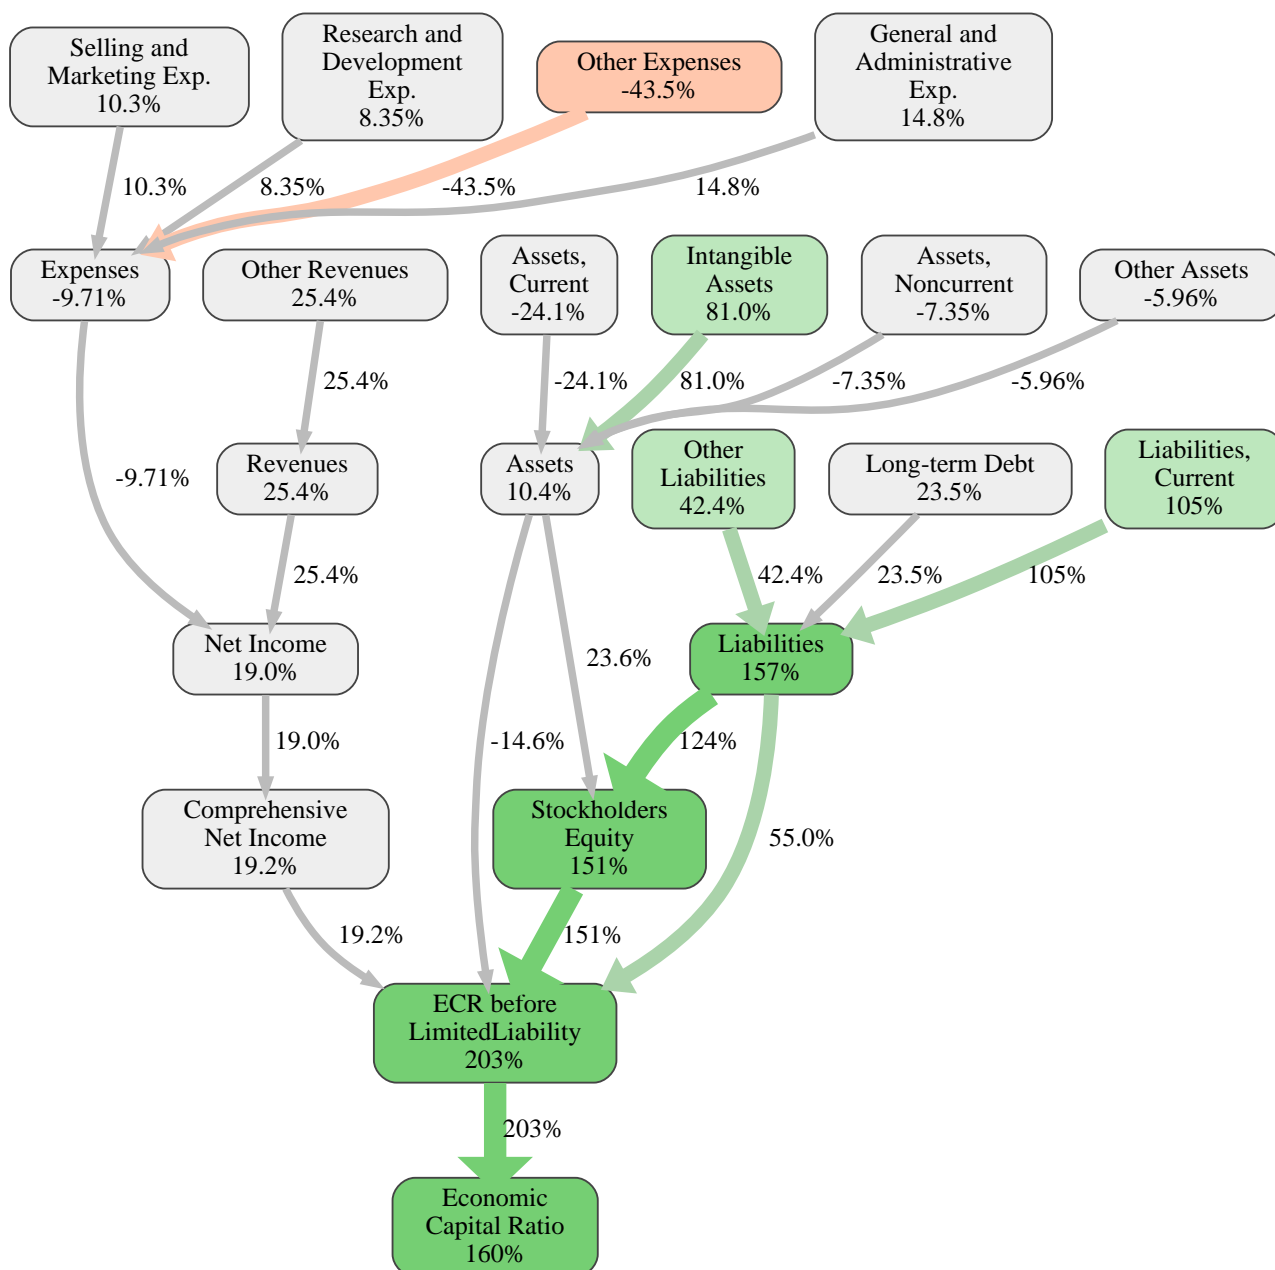 Selling and
Marketing Exp.
10.3%
Research and
Development
Exp.
8.35%
Other Expenses
-43.5%
General and
Administrative
Exp.
14.8%
10.3%
8.35%
-43.5%
14.8%
Expenses
-9.71%
Other Revenues
25.4%
Assets,
Current
-24.1%
Intangible
Assets
81.0%
Assets,
Noncurrent
-7.35%
Other Assets
-5.96%
25.4%
-24.1%
81.0%
-7.35%
-5.96%
-9.71%
Revenues
25.4%
Assets
10.4%
Other
Liabilities
42.4%
Long-term Debt
23.5%
Liabilities,
Current
105%
25.4%
42.4%
23.5%
105%
Net Income
19.0%
23.6%
Liabilities
157%
19.0%
-14.6%
124%
Comprehensive
Net Income
19.2%
Stockholders
Equity
151%
55.0%
19.2%
151%
ECR before
LimitedLiability
203%
203%
Economic
Capital Ratio
160%